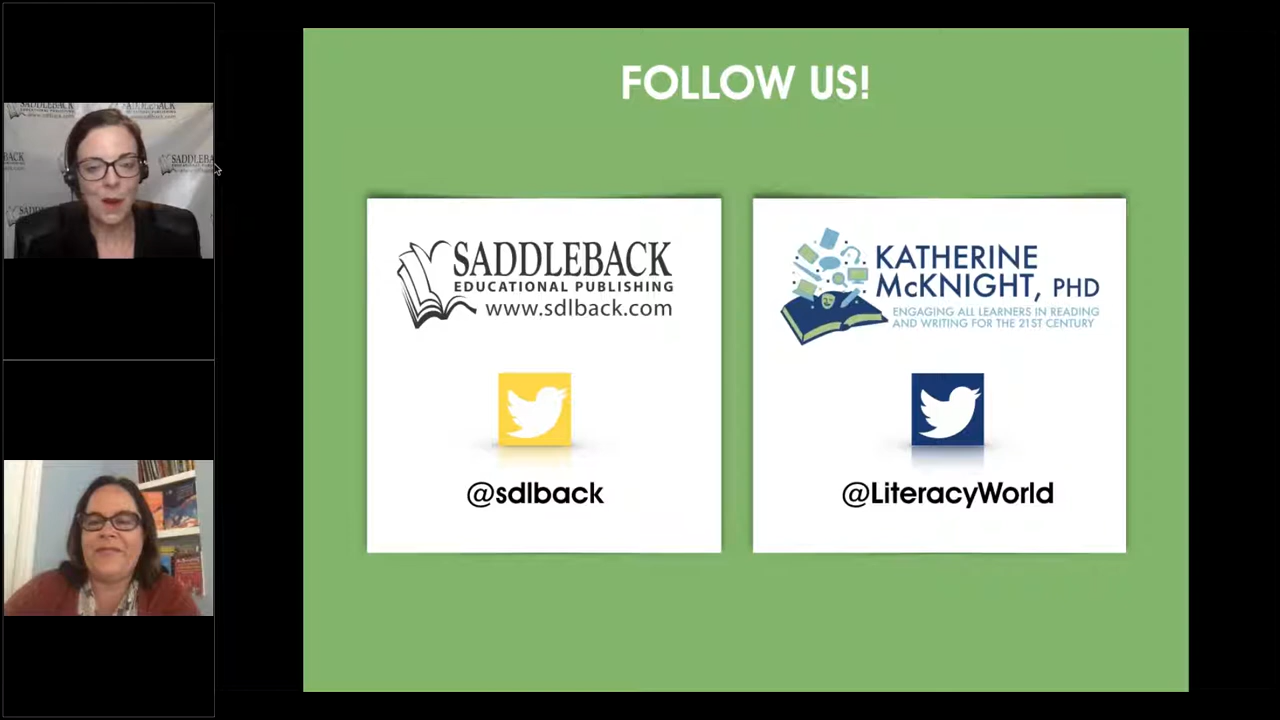 FOLLOW US!
SADDLEBACK
EDUCATIONAL PUBLISHING
www.sdlback.com
@sdlback
KATHERINE
McKNIGHT, PHD
ENGAGING ALL LEARNERS IN READING
AND WRITING FOR THE 21ST CENTURY
@LiteracyWorld
SADDLEBACK